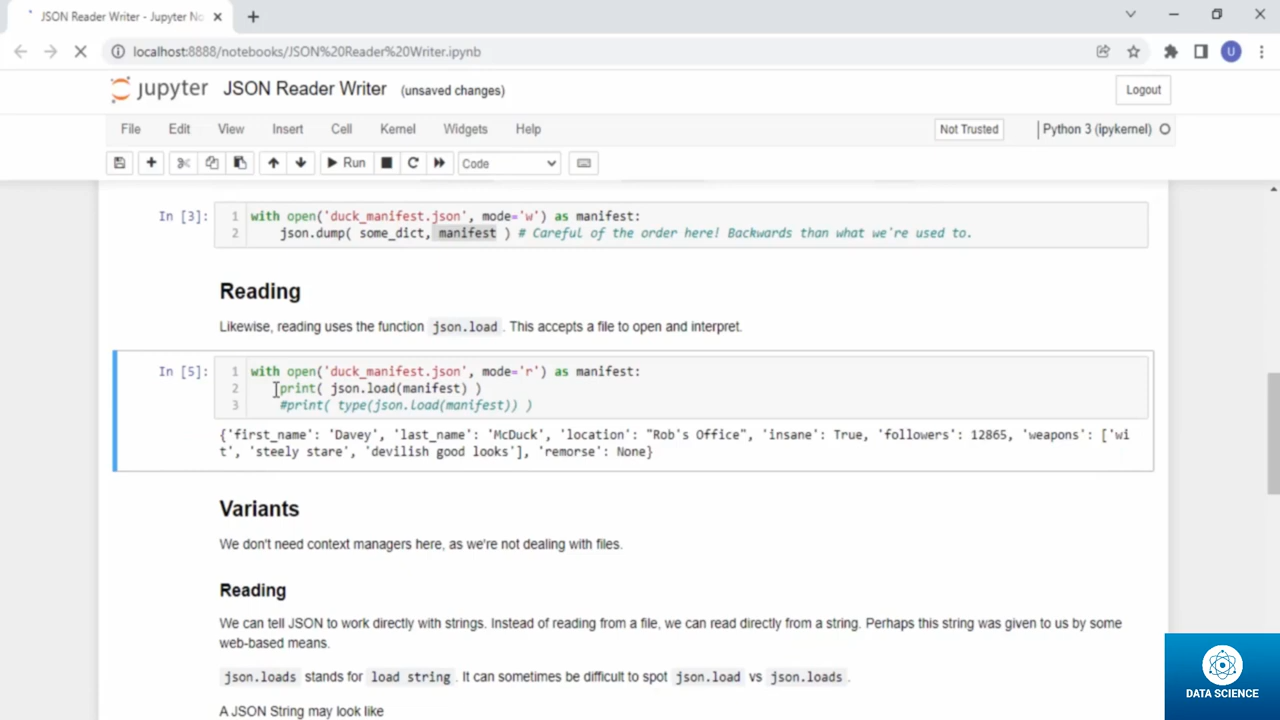 JSON Reader Writer - Jupyter No
localhost:8888/notebooks/JSON%20Reader%20Writer.ipynb
U
jupyter JSON Reader Writer (unsaved changes)
Logout
File Edit View Insert Cell Kernel Widgets Help
Not Trusted
Python 3 (ipykernel)
Run
Code
In [3]:
1 with open('duck_manifest.json', mode='w') as manifest:
2 json.dump( some_dict, manifest ) # Careful of the order here! Backwards than what we're used to.
Reading
Likewise, reading uses the function json.load . This accepts a file to open and interpret.
In [5]:
1 with open('duck_manifest.json', mode='r') as manifest:
2 print( json.load(manifest) )
3 #print( type(json.load(manifest)) )
{'first_name': 'Davey', 'last_name': 'McDuck', 'location': "Rob's Office", 'insane': True, 'followers': 12865, 'weapons': ['wi
t', 'steely stare', 'devilish good looks'], 'remorse': None}
Variants
We don't need context managers here, as we're not dealing with files.
Reading
We can tell JSON to work directly with strings. Instead of reading from a file, we can read directly from a string. Perhaps this string was given to us by some
web-based means.
json.loads stands for load string . It can sometimes be difficult to spot json.load vs json.loads .
A JSON String may look like
DATA SCIENCE